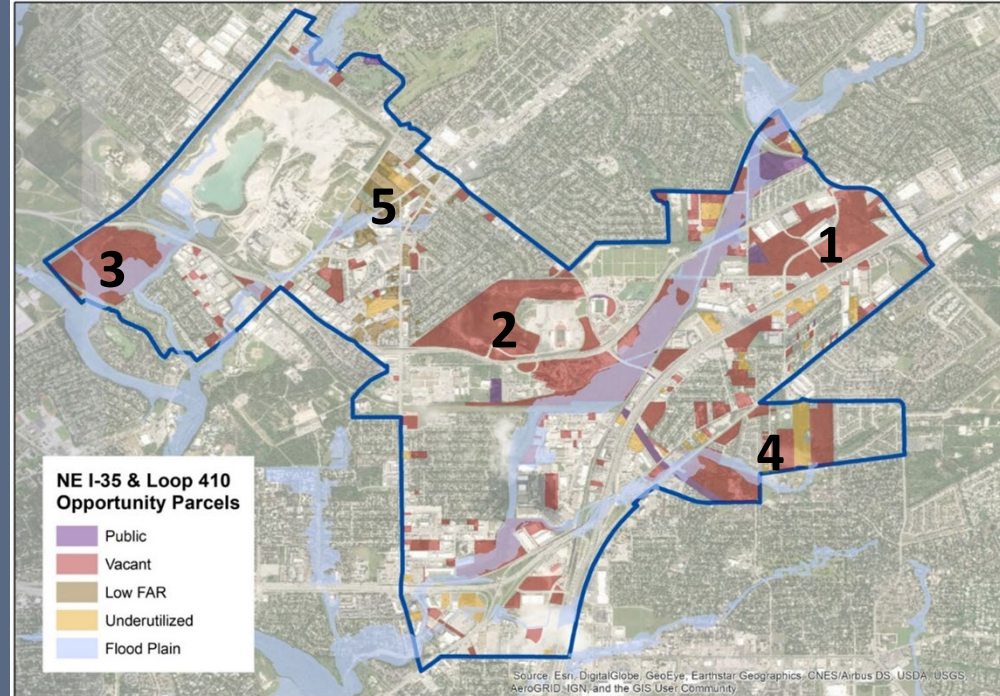 5
1
3
2
4
NE I-35 & Loop 410
Opportunity Parcels
Public
Vacant
Low FAR
Underutilized
Flood Plain
Source: Esri, DigitalGlobe, GeoEye, Earthstar Geographics, CNES/Airbus DS, USDA, USGS,
AeroGRID, IGN, and the GIS User Community